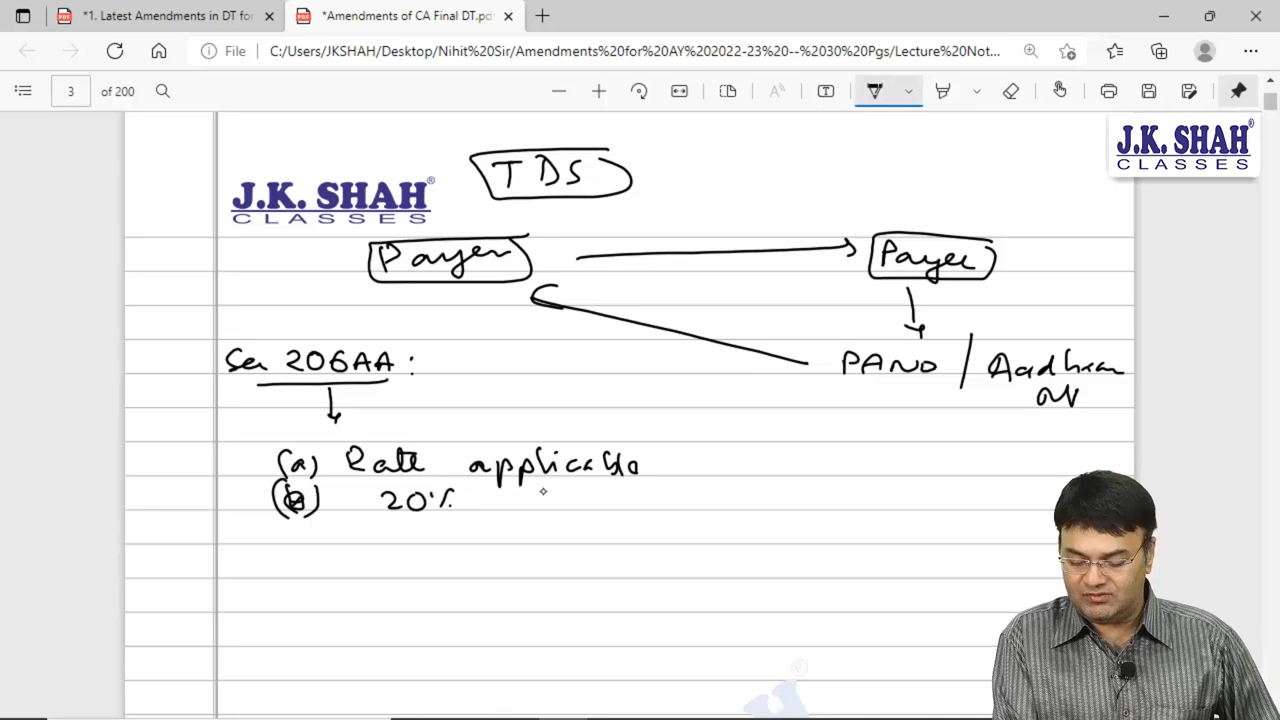 *1. Latest Amendments in DT for
*Amendments of CA Final DT.pd
File
C:/Users/JKSHAH/Desktop/Nihit%20Sir/Amendments%20for%20AY%202022-23%20--%2030%20Pgs/Lecture%20Not...
3 of 200
J.K. SHAH®
CLASSES
TDS
J.K. SHAH®
CLASSES
Payer
Payee
Sec 206AA :
PAN NO / Aadhaar
(a) Rate applicable
(b) 20%